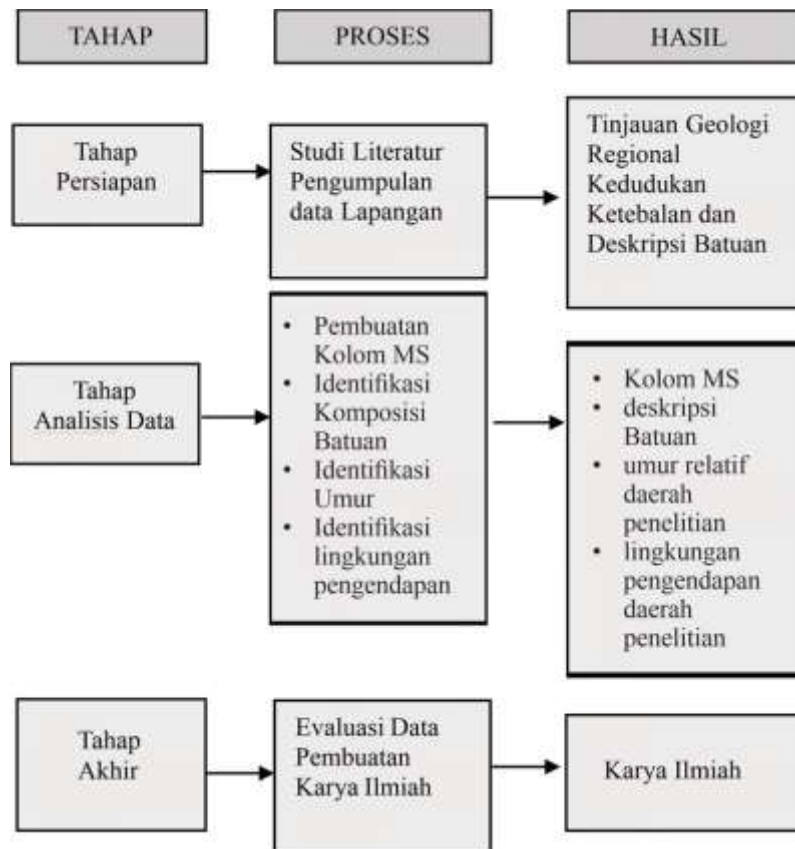 TAHAP
PROSES
HASIL
Tahap
Persiapan
Studi Literatur
Pengumpulan
data Lapangan
Tinjauan Geologi
Regional
Kedudukan
Ketebalan dan
Deskripsi Batuan
Tahap
Analisis Data
• Pembuatan
Kolom MS
• Identifikasi
Komposisi
Batuan
• Identifikasi
Umur
• Identifikasi
lingkungan
pengendapan
• Kolom MS
• deskripsi
Batuan
• umur relatif
daerah
penelitian
• lingkungan
pengendapan
daerah
penelitian
Tahap
Akhir
Evaluasi Data
Pembuatan
Karya Ilmiah
Karya Ilmiah